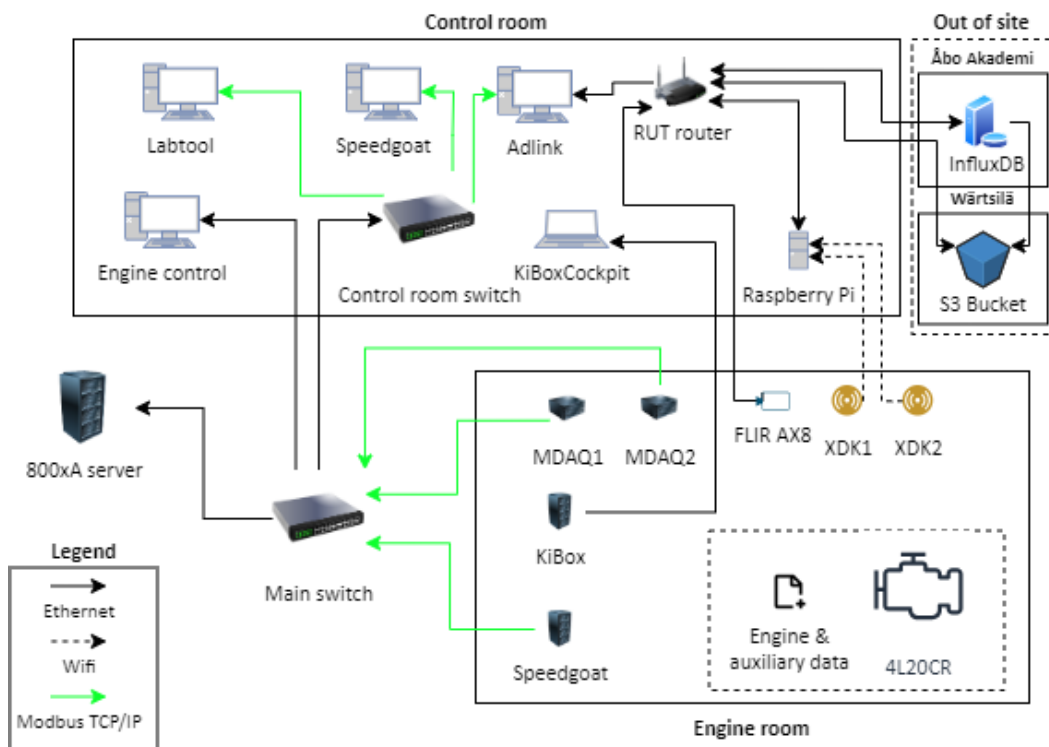 Control room
Out of site
Åbo Akademi
Labtool
Speedgoat
Adlink
RUT router
InfluxDB
Wärtsilä
Engine control
Control room switch
KiBoxCockpit
Raspberry Pi
S3 Bucket
800xA server
MDAQ1
MDAQ2
FLIR AX8
XDK1
XDK2
KiBox
Main switch
Speedgoat
Engine &
auxiliary data
4L20CR
Engine room
Legend
Ethernet
Wifi
Modbus TCP/IP